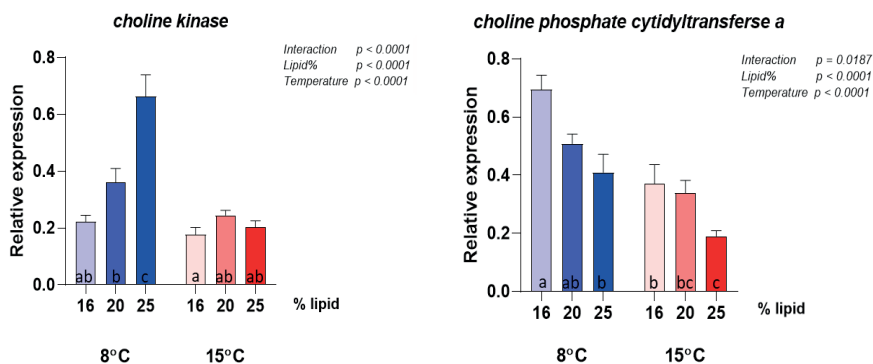 choline kinase
Interaction p < 0.0001
Lipid% p < 0.0001
Temperature p < 0.0001
Relative expression
0.8
0.6
0.4
0.2
0.0
ab b c a ab ab
16 20 25 16 20 25 % lipid
8°C 15°C
choline phosphate cytidyltransferse a
Interaction p = 0.0187
Lipid% p < 0.0001
Temperature p < 0.0001
Relative expression
0.8
0.6
0.4
0.2
0.0
a ab b b bc c
16 20 25 16 20 25 % lipid
8°C 15°C